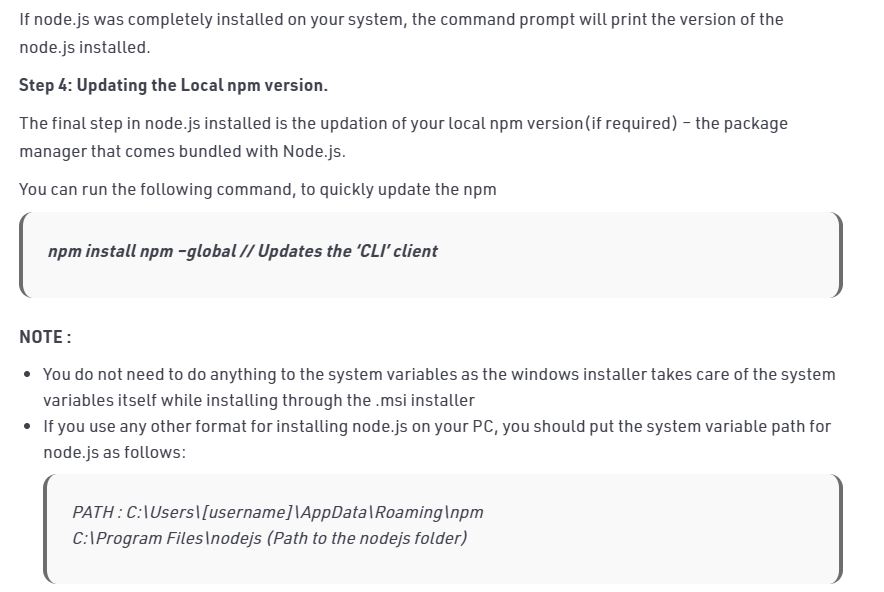 If node.js was completely installed on your system, the command prompt will print the version of the
node.js installed.
Step 4: Updating the Local npm version.
The final step in node.js installed is the updation of your local npm version(if required) – the package
manager that comes bundled with Node.js.
You can run the following command, to quickly update the npm
npm install npm –global // Updates the ‘CLI’ client
NOTE :
• You do not need to do anything to the system variables as the windows installer takes care of the system
variables itself while installing through the .msi installer
• If you use any other format for installing node.js on your PC, you should put the system variable path for
node.js as follows:
PATH : C:\Users\[username]\AppData\Roaming\npm
C:\Program Files\nodejs (Path to the nodejs folder)